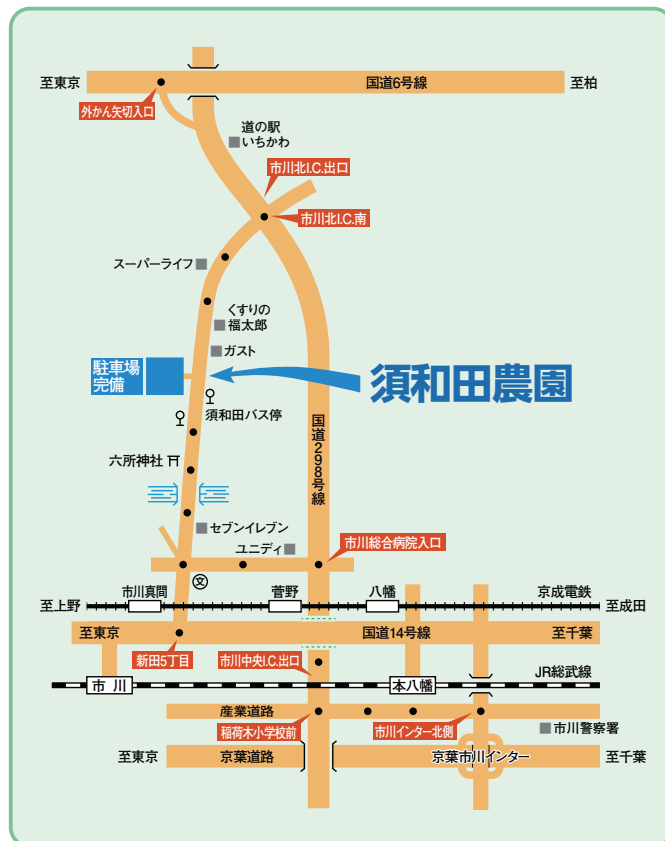 至東京
国道6号線
至柏
外かん矢切入口
道の駅
いちかわ
市川北I.C.出口
市川北I.C.南
スーパーライフ
くすりの
福太郎
ガスト
駐車場
完備
須和田農園
須和田バス停
国道298号線
六所神社
セブンイレブン
ユニディ
市川総合病院入口
文
市川真間
菅野
八幡
京成電鉄
至上野
至成田
至東京
国道14号線
至千葉
新田5丁目
市川中央I.C.出口
JR総武線
市川
本八幡
産業道路
稲荷木小学校前
市川インター北側
市川警察署
至東京
京葉道路
京葉市川インター
至千葉